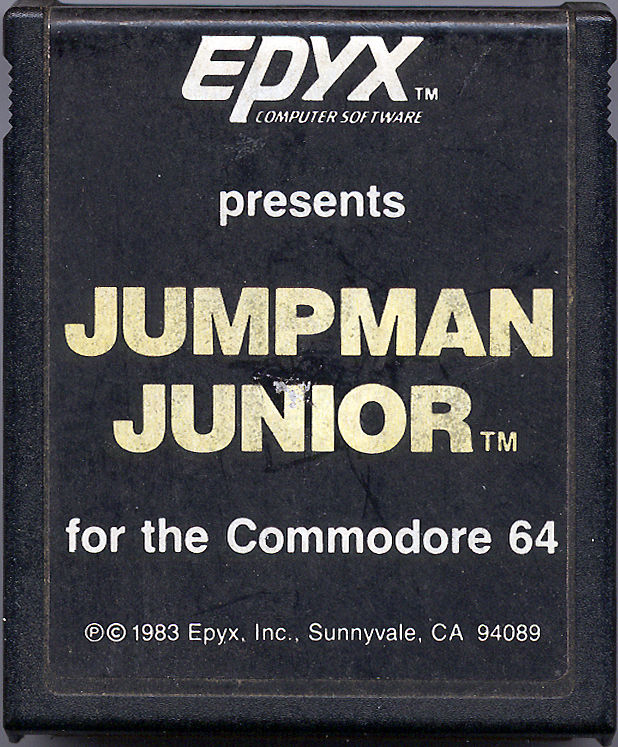 EPYX™
COMPUTER SOFTWARE
presents
JUMPMAN
JUNIOR™
for the Commodore 64
℗© 1983 Epyx, Inc., Sunnyvale, CA 94089